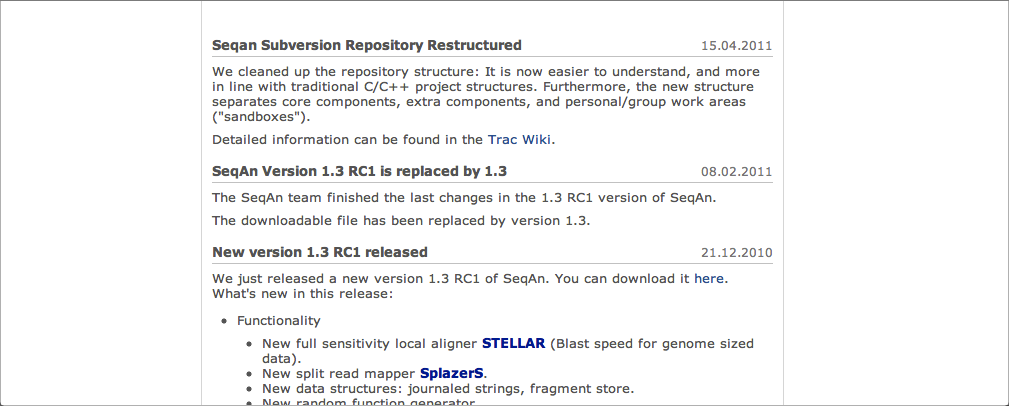 Seqan Subversion Repository Restructured 15.04.2011
We cleaned up the repository structure: It is now easier to understand, and more
in line with traditional C/C++ project structures. Furthermore, the new structure
separates core components, extra components, and personal/group work areas
("sandboxes").
Detailed information can be found in the Trac Wiki.
SeqAn Version 1.3 RC1 is replaced by 1.3 08.02.2011
The SeqAn team finished the last changes in the 1.3 RC1 version of SeqAn.
The downloadable file has been replaced by version 1.3.
New version 1.3 RC1 released 21.12.2010
We just released a new version 1.3 RC1 of SeqAn. You can download it here.
What's new in this release:
• Functionality
• New full sensitivity local aligner STELLAR (Blast speed for genome sized
data).
• New split read mapper SplazerS.
• New data structures: journaled strings, fragment store.
• New random function generator